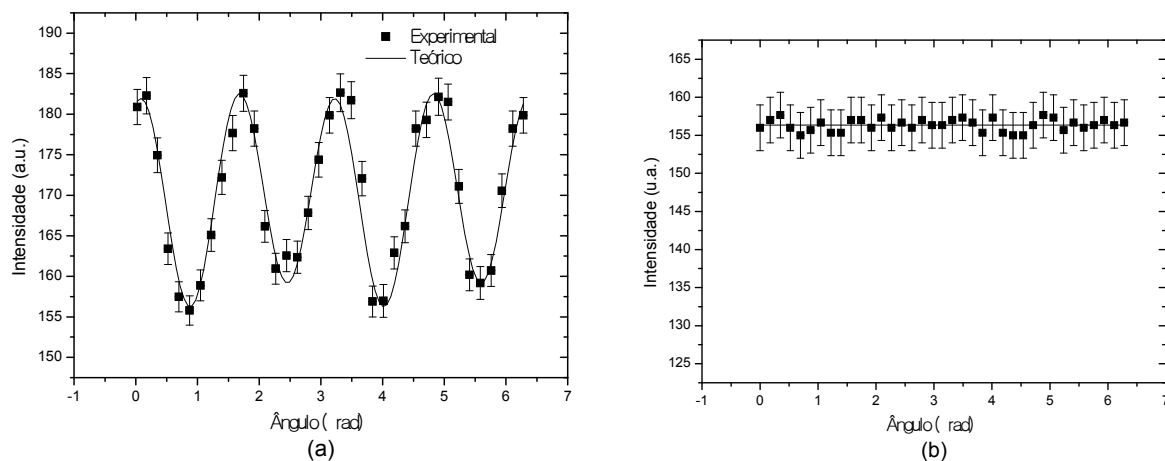 190
185
180
175
170
165
160
155
150
Intensidade (a.u.)
Experimental
Teórico
-1 0 1 2 3 4 5 6 7
Ângulo ( rad)
(a)
165
160
155
150
145
140
135
130
125
Intensidade (u.a.)
-1 0 1 2 3 4 5 6 7
Ângulo ( rad)
(b)